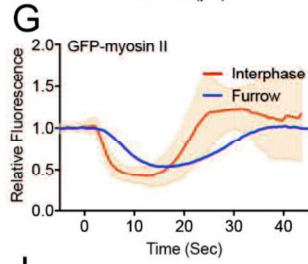 G
GFP-myosin II
Interphase
Furrow
Relative Fluorescence
2.0
1.5
1.0
0.5
0.0
0 10 20 30 40
Time (Sec)